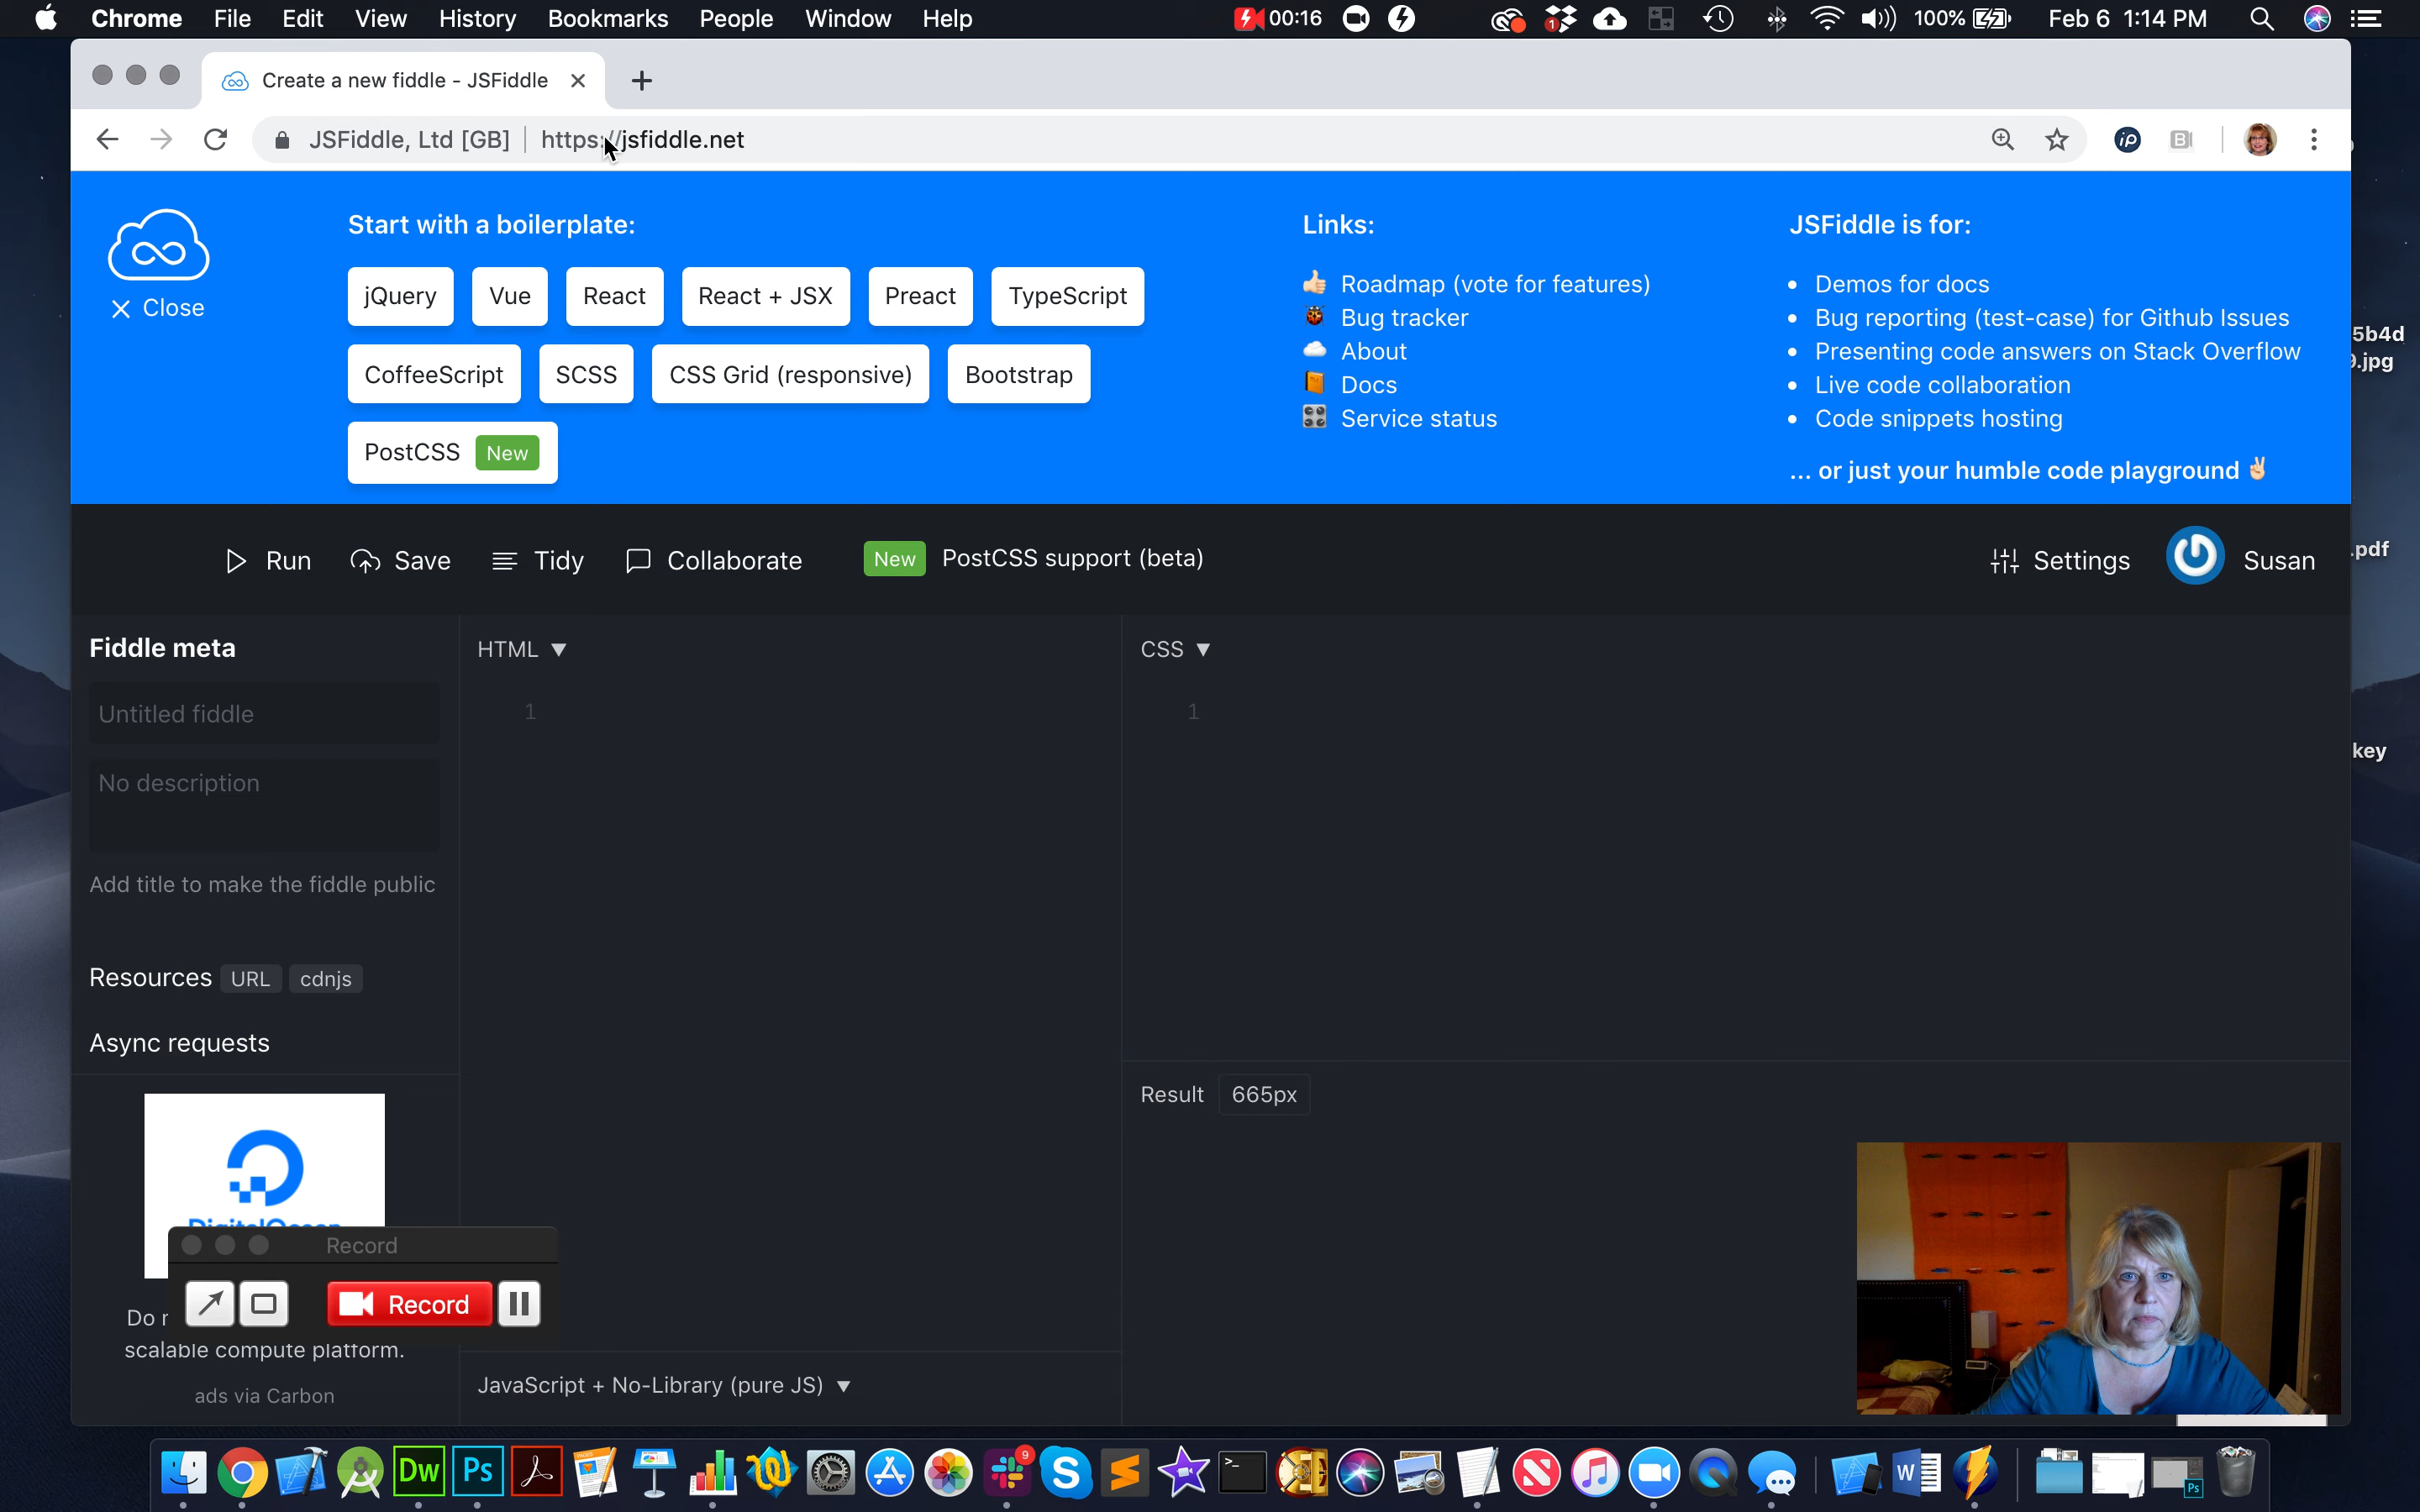 Chrome File Edit View History Bookmarks People Window Help 00:16 1 100% Feb 6 1:14 PM
Create a new fiddle - JSFiddle
JSFiddle, Ltd [GB] https://jsfiddle.net
Start with a boilerplate:
jQuery Vue React React + JSX Preact TypeScript
CoffeeScript SCSS CSS Grid (responsive) Bootstrap
PostCSS New
Close
Links:
Roadmap (vote for features)
Bug tracker
About
Docs
Service status
JSFiddle is for:
Demos for docs
Bug reporting (test-case) for Github Issues
Presenting code answers on Stack Overflow
Live code collaboration
Code snippets hosting
... or just your humble code playground ✌🏻
5b4d
.jpg
.pdf
key
Run Save Tidy Collaborate New PostCSS support (beta) Settings Susan
Fiddle meta
Untitled fiddle
No description
Add title to make the fiddle public
Resources URL cdnjs
Async requests
HTML ▼
1
CSS ▼
1
Result 665px
DigitalOcean
Record
Record
Do
scalable compute platform.
ads via Carbon
JavaScript + No-Library (pure JS) ▼
Dw Ps 9 S W Ps